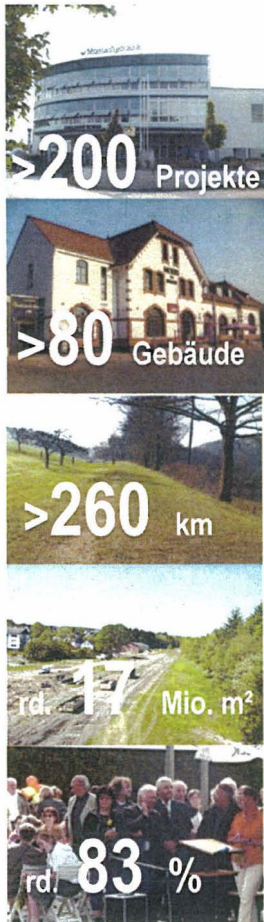 >200 Projekte
>80 Gebäude
>260 km
rd. 17 Mio. m²
rd. 83 %